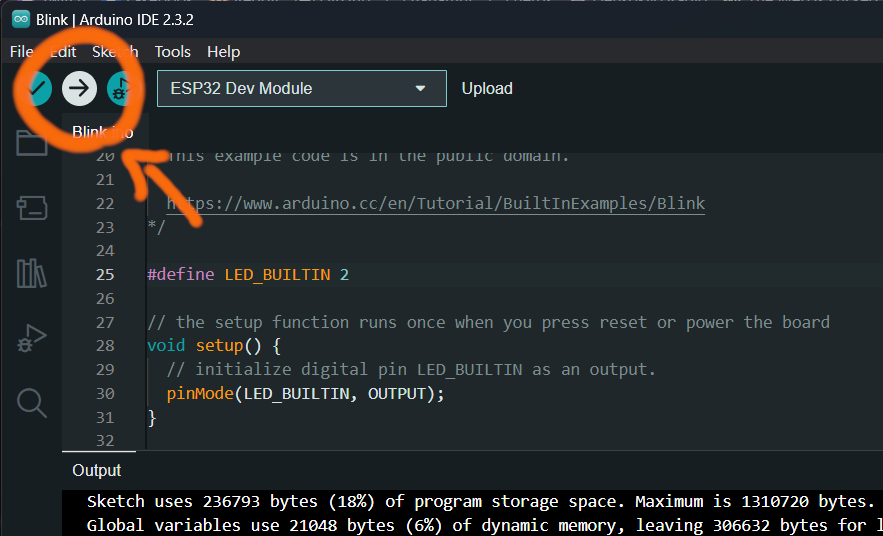 Blink | Arduino IDE 2.3.2
File Edit Sketch Tools Help
ESP32 Dev Module Upload
Blink.ino
20 This example code is in the public domain.
21
22 https://www.arduino.cc/en/Tutorial/BuiltInExamples/Blink
23 */
24
25 #define LED_BUILTIN 2
26
27 // the setup function runs once when you press reset or power the board
28 void setup() {
29 // initialize digital pin LED_BUILTIN as an output.
30 pinMode(LED_BUILTIN, OUTPUT);
31 }
32
Output
Sketch uses 236793 bytes (18%) of program storage space. Maximum is 1310720 bytes.
Global variables use 21048 bytes (6%) of dynamic memory, leaving 306632 bytes for